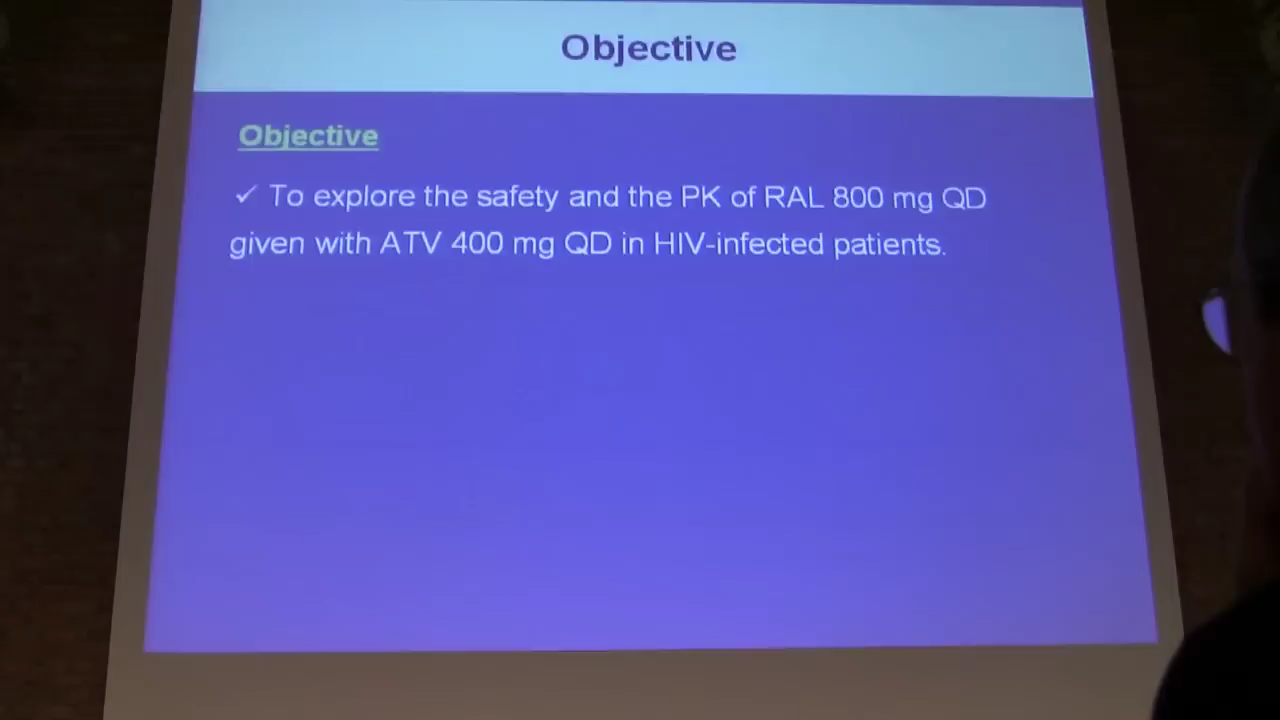 Objective
Objective
✓ To explore the safety and the PK of RAL 800 mg QD
given with ATV 400 mg QD in HIV-infected patients.